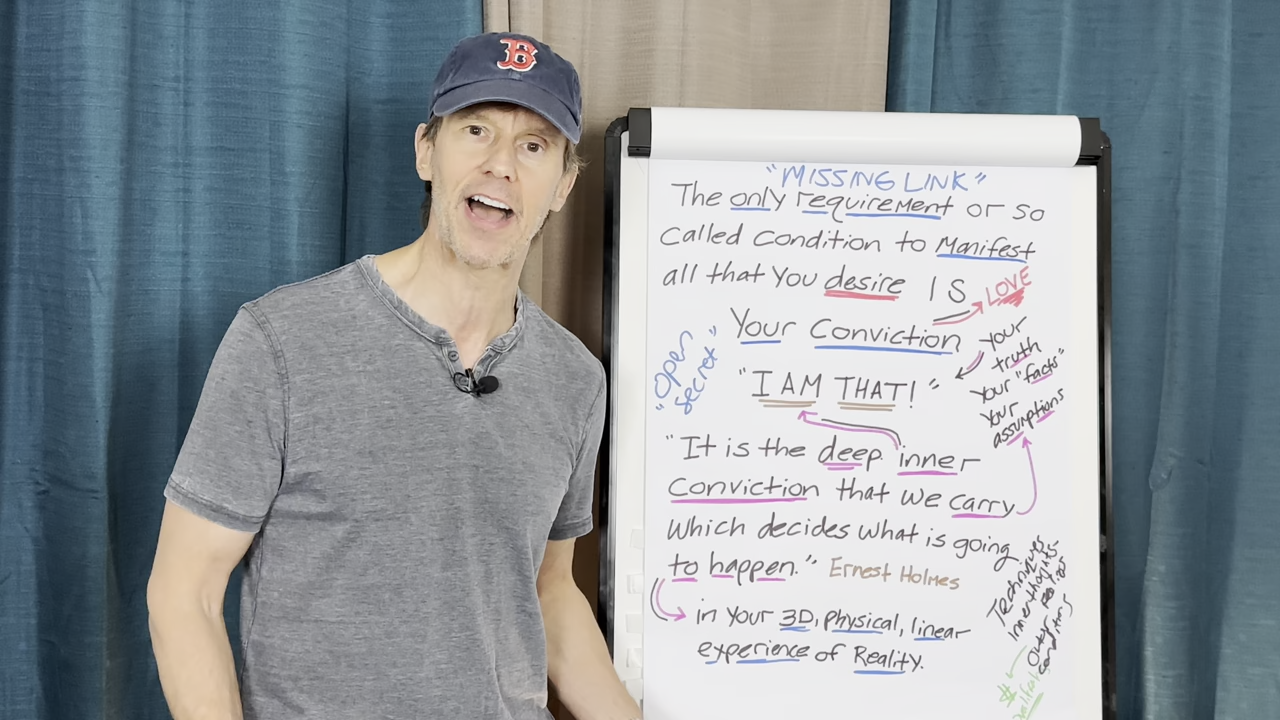 B
"MISSING LINK"
The only requirement or so
called condition to Manifest
all that you desire IS
LOVE
Your Conviction
"OPEN
secret"
"I AM THAT!"
your
truth
your "facts"
your
assumptions
"It is the deep inner
Conviction that we carry
which decides what is going
to happen." Ernest Holmes
in your 3D, physical, linear
experience of Reality.
Techniques
Inner thoughts-
Outer
conditions
$